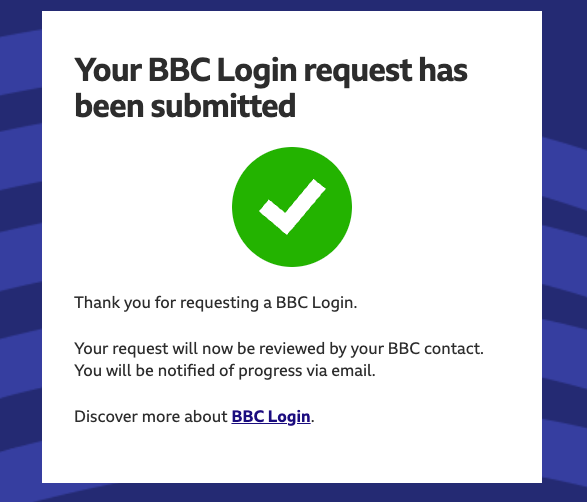 Your BBC Login request has
been submitted
Thank you for requesting a BBC Login.
Your request will now be reviewed by your BBC contact.
You will be notified of progress via email.
Discover more about BBC Login.